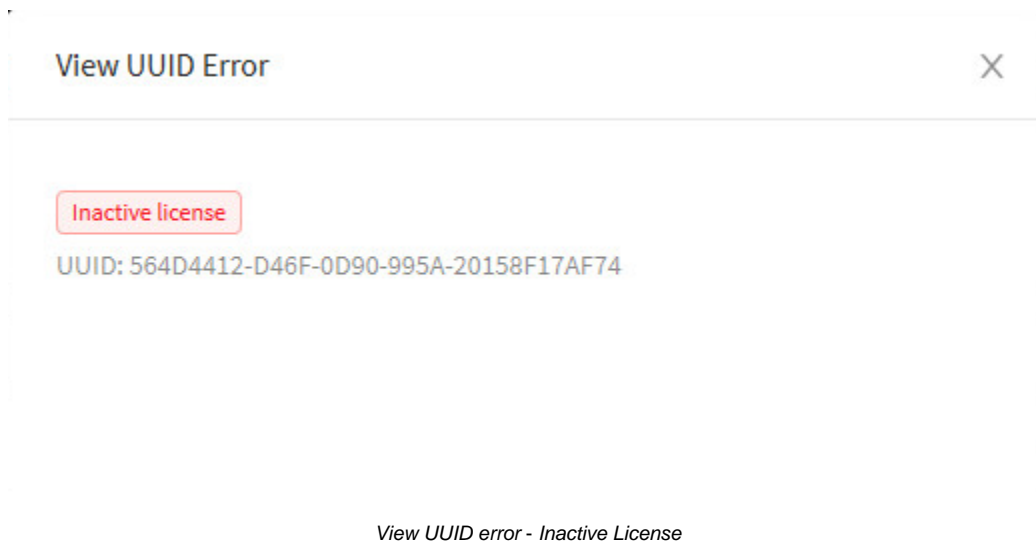 View UUID Error
Inactive license
UUID: 564D4412-D46F-0D90-995A-20158F17AF74
View UUID error - Inactive License